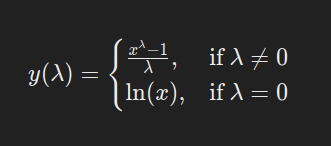 y(λ) = { (x^λ − 1)/λ, if λ ≠ 0
ln(x), if λ = 0